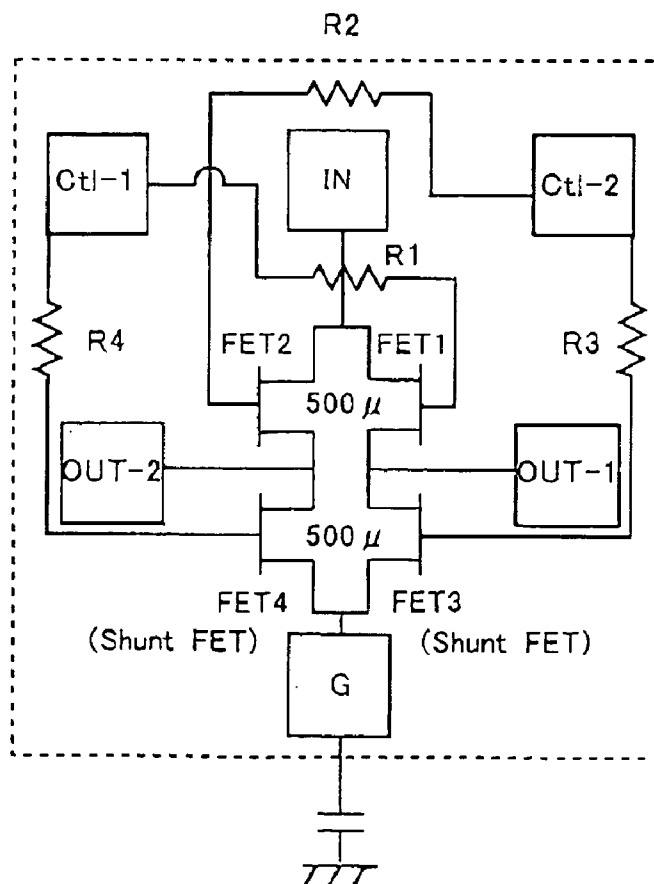 R2
Ctl-1
IN
Ctl-2
R1
R4
FET2
FET1
R3
500 μ
OUT-2
OUT-1
500 μ
FET4
FET3
(Shunt FET)
(Shunt FET)
G